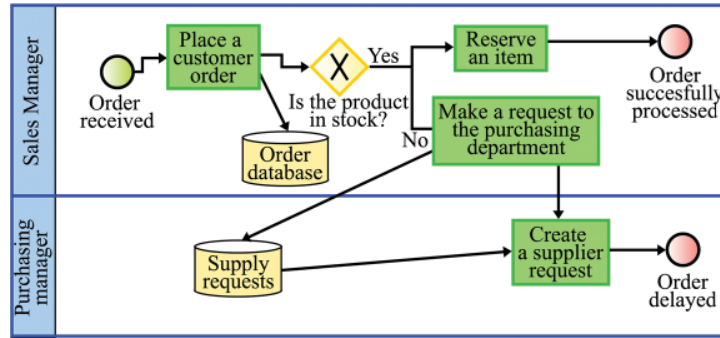 Sales Manager
Order
received
Place a
customer
order
X
Is the product
in stock?
Yes
No
Order
database
Reserve
an item
Make a request to
the purchasing
department
Order
succesfully
processed
Purchasing
manager
Supply
requests
Create
a supplier
request
Order
delayed